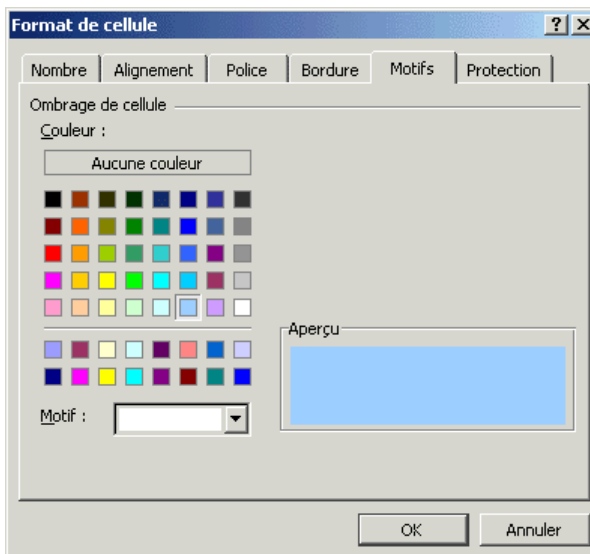 Format de cellule
Nombre Alignement Police Bordure Motifs Protection
Ombrage de cellule
Couleur :
Aucune couleur
Aperçu
Motif :
OK Annuler